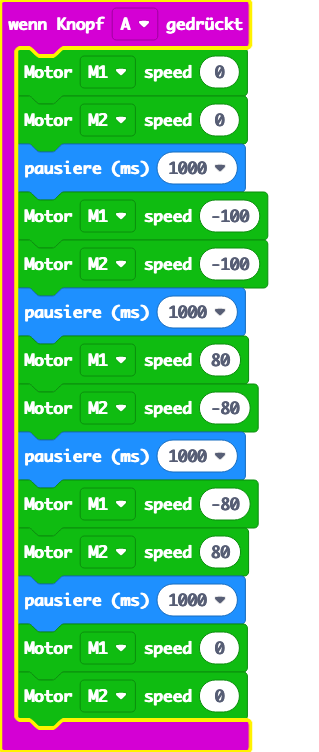 wenn Knopf A gedrückt
Motor M1 speed 0
Motor M2 speed 0
pausiere (ms) 1000
Motor M1 speed -100
Motor M2 speed -100
pausiere (ms) 1000
Motor M1 speed 80
Motor M2 speed -80
pausiere (ms) 1000
Motor M1 speed -80
Motor M2 speed 80
pausiere (ms) 1000
Motor M1 speed 0
Motor M2 speed 0